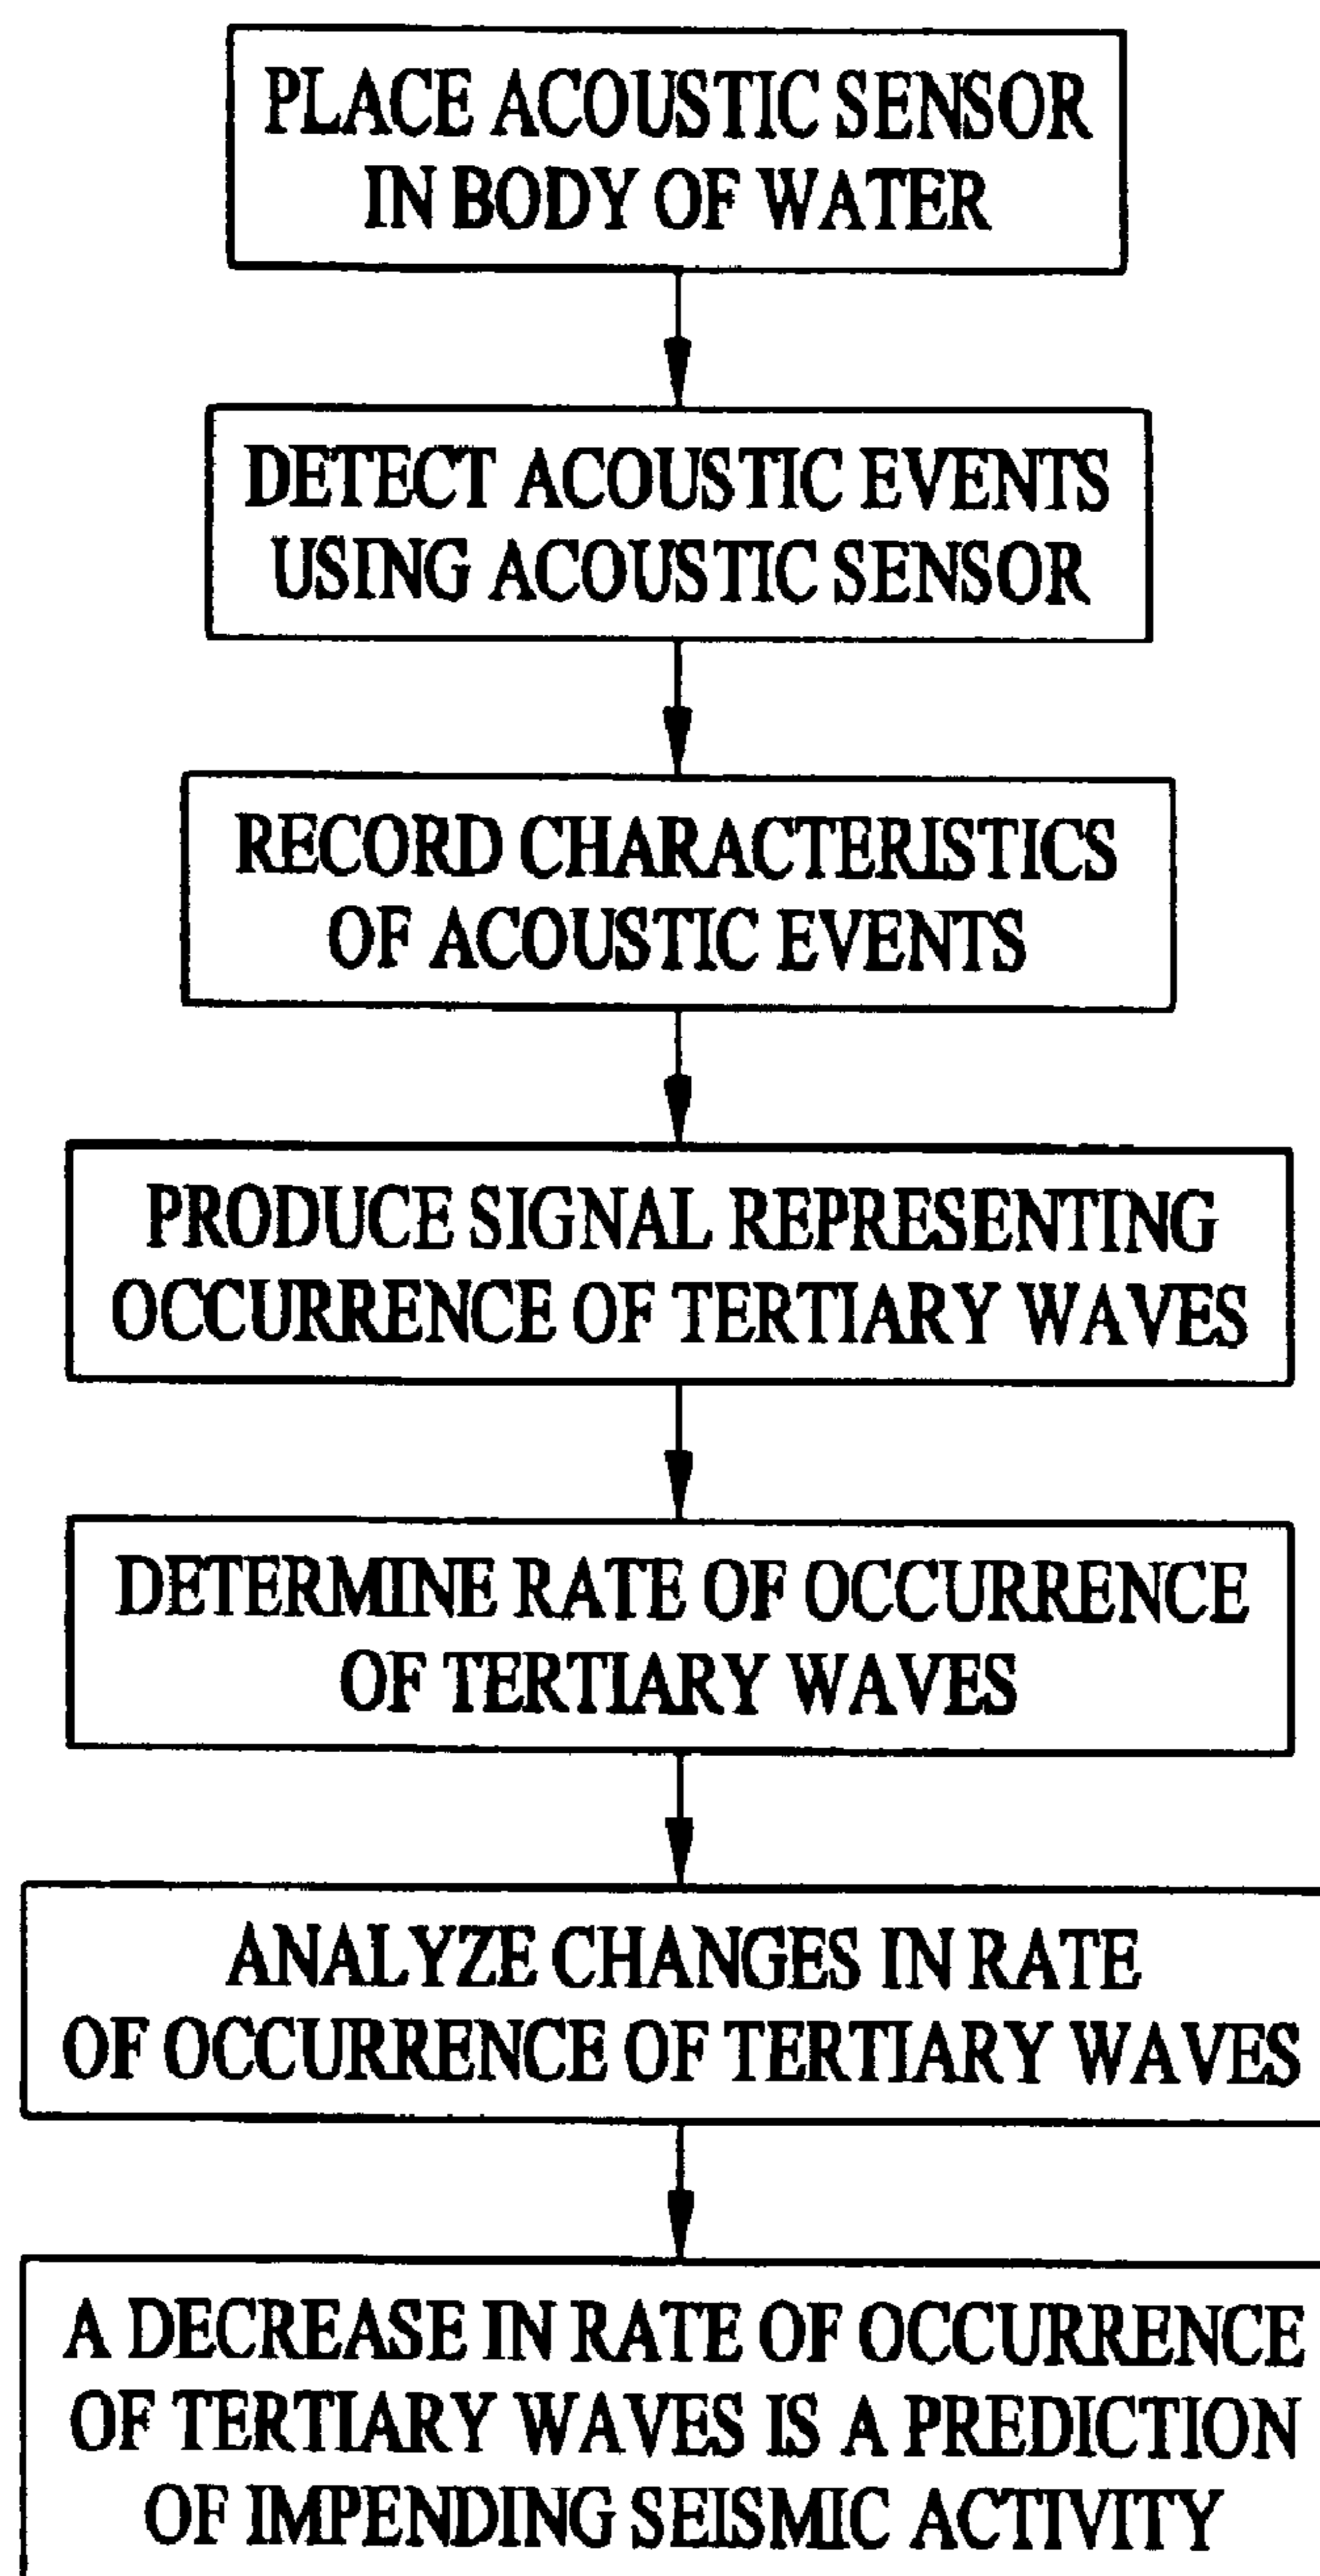 PLACE ACOUSTIC SENSOR
IN BODY OF WATER
DETECT ACOUSTIC EVENTS
USING ACOUSTIC SENSOR
RECORD CHARACTERISTICS
OF ACOUSTIC EVENTS
PRODUCE SIGNAL REPRESENTING
OCCURRENCE OF TERTIARY WAVES
DETERMINE RATE OF OCCURRENCE
OF TERTIARY WAVES
ANALYZE CHANGES IN RATE
OF OCCURRENCE OF TERTIARY WAVES
A DECREASE IN RATE OF OCCURRENCE
OF TERTIARY WAVES IS A PREDICTION
OF IMPENDING SEISMIC ACTIVITY